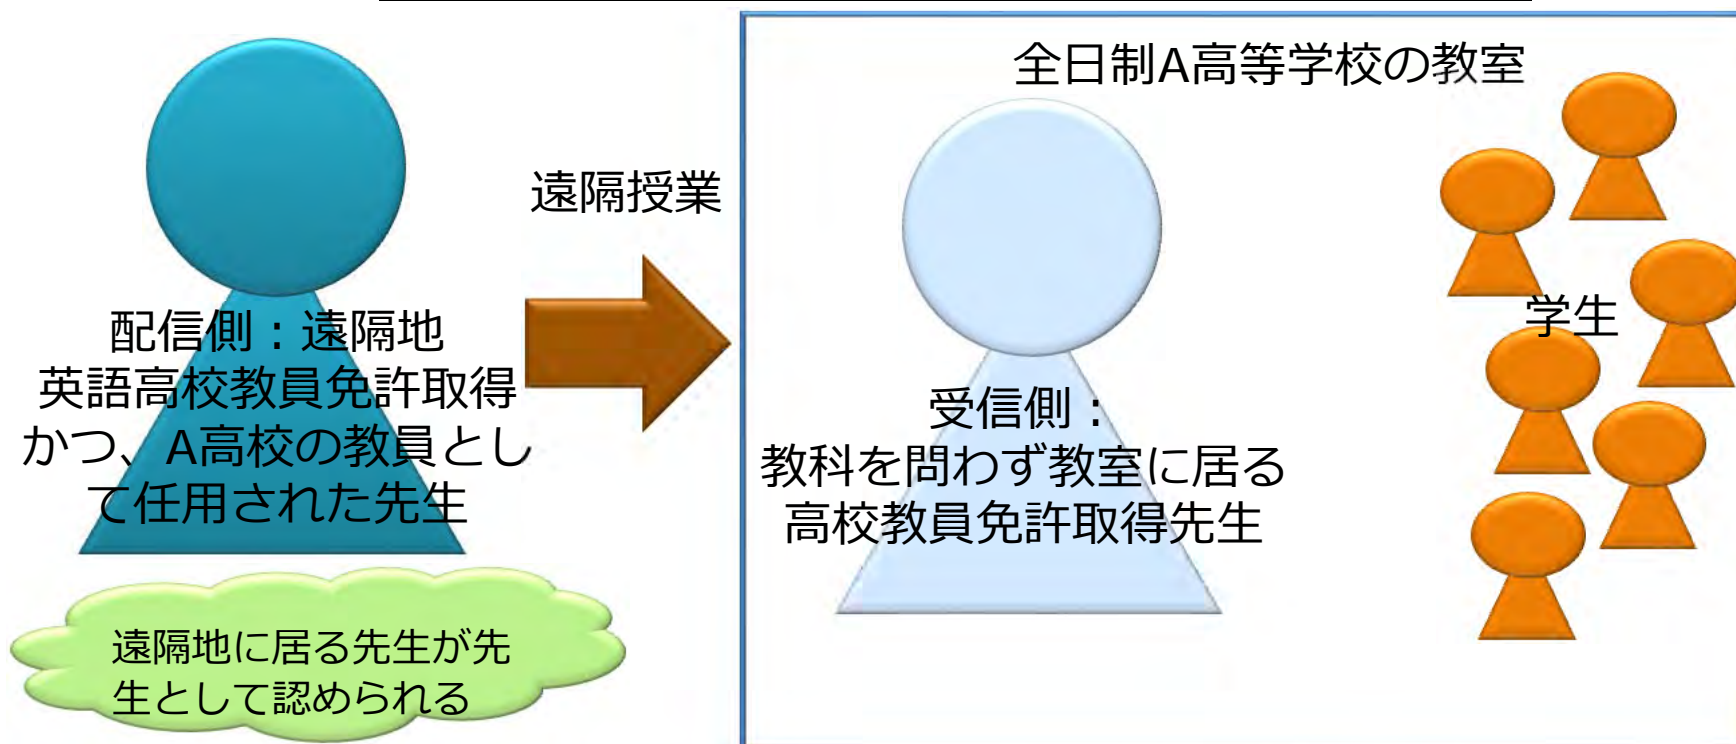 全日制A高等学校の教室
遠隔授業
配信側：遠隔地
英語高校教員免許取得
かつ、A高校の教員とし
て任用された先生
受信側：
教科を問わず教室に居る
高校教員免許取得先生
学生
遠隔地に居る先生が先
生として認められる